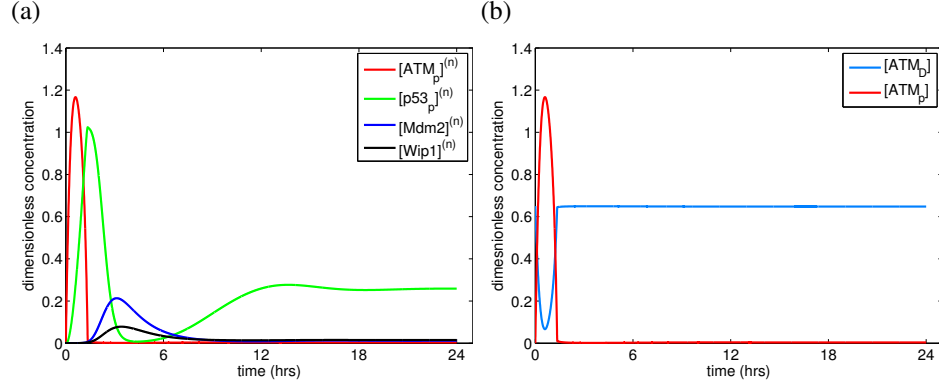 (a)
(b)
dimensionless concentration
1.4
1.2
1
0.8
0.6
0.4
0.2
0
0 6 12 18 24
time (hrs)
[ATM_p]^(n)
[p53_p]^(n)
[Mdm2]^(n)
[Wip1]^(n)
dimesnionless concentration
1.4
1.2
1
0.8
0.6
0.4
0.2
0
0 6 12 18 24
time (hrs)
[ATM_D]
[ATM_p]